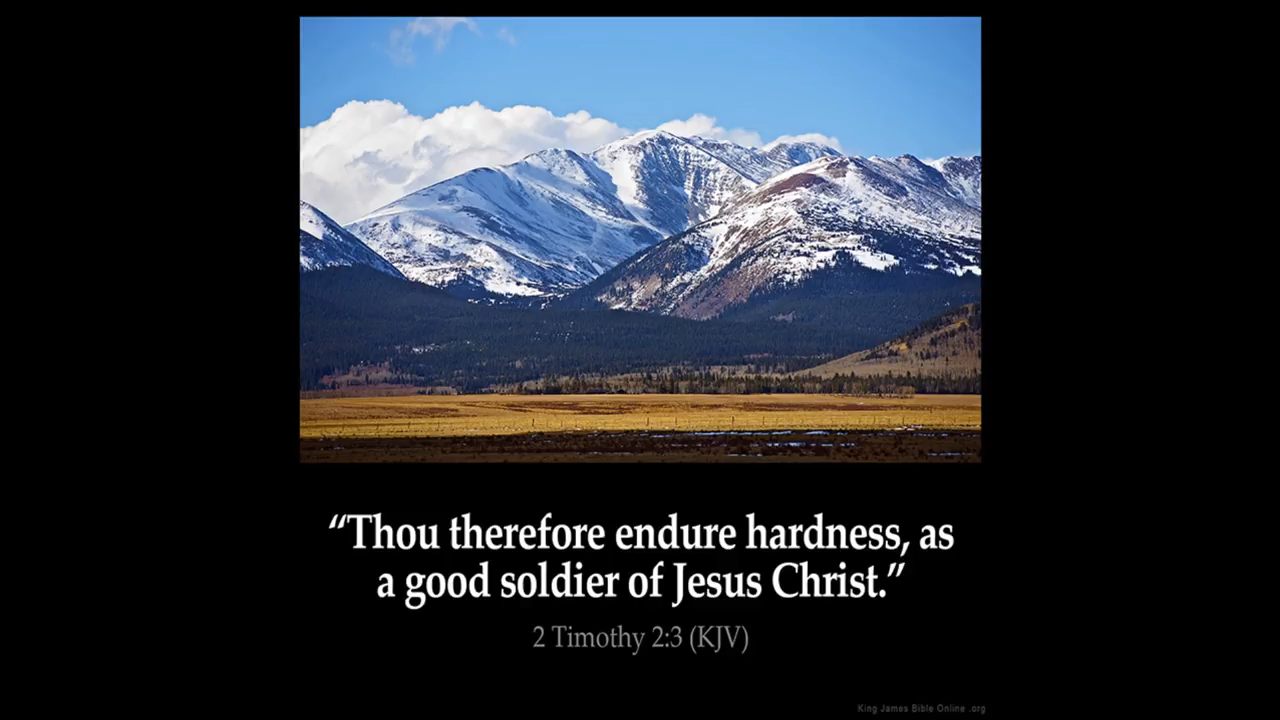 “Thou therefore endure hardness, as
a good soldier of Jesus Christ.”
2 Timothy 2:3 (KJV)
King James Bible Online .org